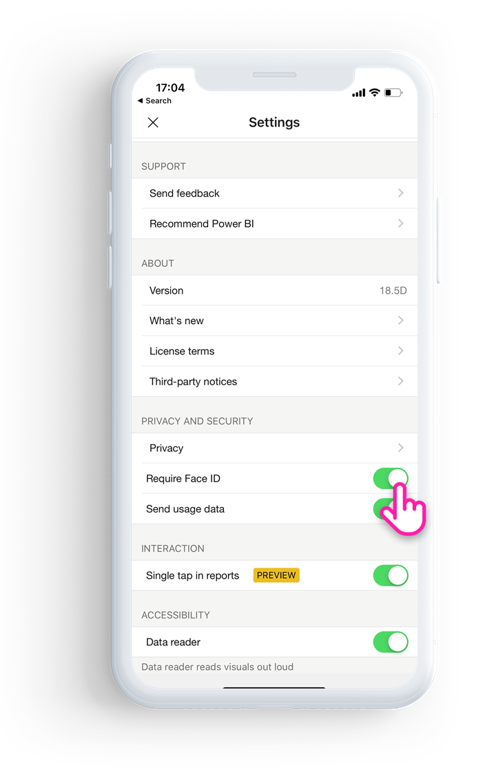 17:04
◀ Search
Settings
SUPPORT
Send feedback
Recommend Power BI
ABOUT
Version 18.5D
What's new
License terms
Third-party notices
PRIVACY AND SECURITY
Privacy
Require Face ID
Send usage data
INTERACTION
Single tap in reports PREVIEW
ACCESSIBILITY
Data reader
Data reader reads visuals out loud